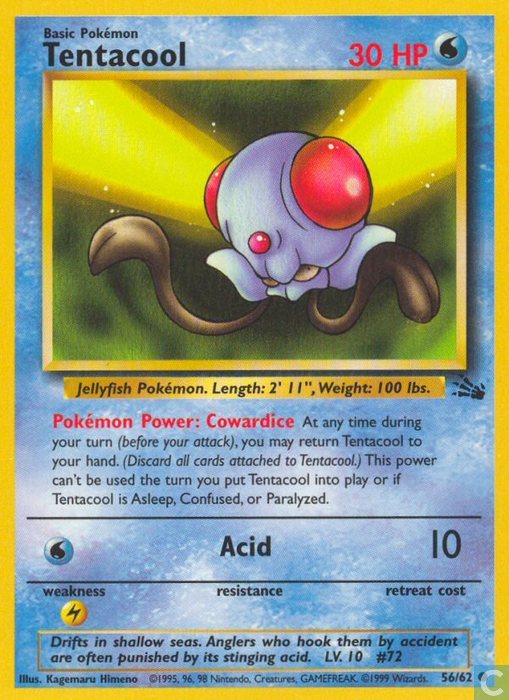 Basic Pokémon
Tentacool 30 HP
Jellyfish Pokémon. Length: 2' 11", Weight: 100 lbs.
Pokémon Power: Cowardice At any time during
your turn (before your attack), you may return Tentacool to
your hand. (Discard all cards attached to Tentacool.) This power
can't be used the turn you put Tentacool into play or if
Tentacool is Asleep, Confused, or Paralyzed.
Acid 10
weakness resistance retreat cost
Drifts in shallow seas. Anglers who hook them by accident
are often punished by its stinging acid. LV. 10 #72
Illus. Kagemaru Himeno ©1995, 96, 98 Nintendo, Creatures, GAMEFREAK. ©1999 Wizards. 56/62
C